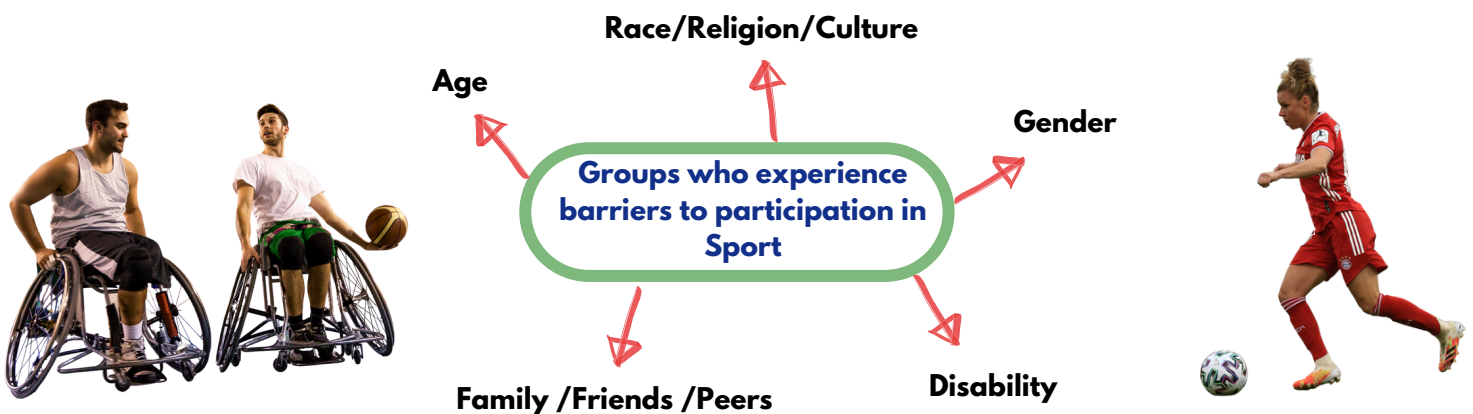 Race/Religion/Culture
Age
Gender
Groups who experience
barriers to participation in
Sport
Family /Friends /Peers
Disability